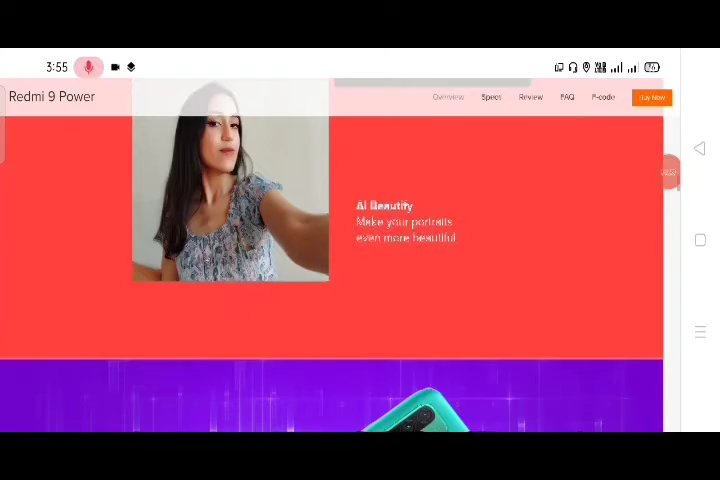 3:55
Redmi 9 Power
Overview Specs Review FAQ F-code Buy Now
AI Beautify
Make your portraits
even more beautiful